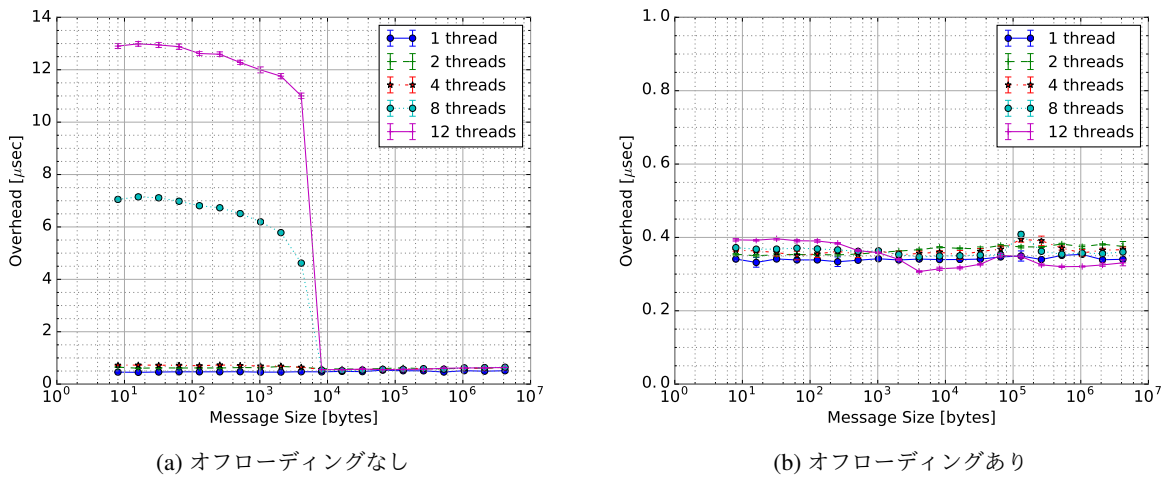 14
12
10
8
6
4
2
0
Overhead [μsec]
10^0 10^1 10^2 10^3 10^4 10^5 10^6 10^7
Message Size [bytes]
1 thread
2 threads
4 threads
8 threads
12 threads
(a) オフローディングなし
1.0
0.8
0.6
0.4
0.2
0.0
Overhead [μsec]
10^0 10^1 10^2 10^3 10^4 10^5 10^6 10^7
Message Size [bytes]
1 thread
2 threads
4 threads
8 threads
12 threads
(b) オフローディングあり